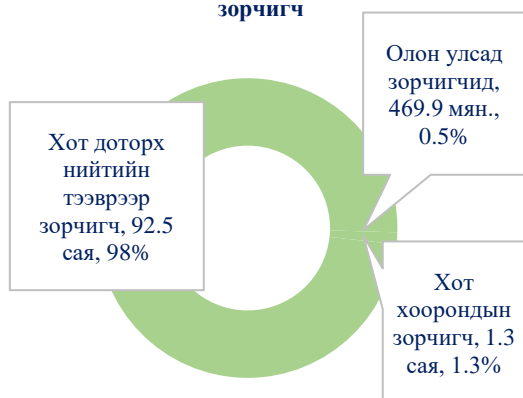 зорчигч
Олон улсад
зорчигчид,
469.9 мян.,
0.5%
Хот доторх
нийтийн
тээврээр
зорчигч, 92.5
сая, 98%
Хот
хоорондын
зорчигч, 1.3
сая, 1.3%